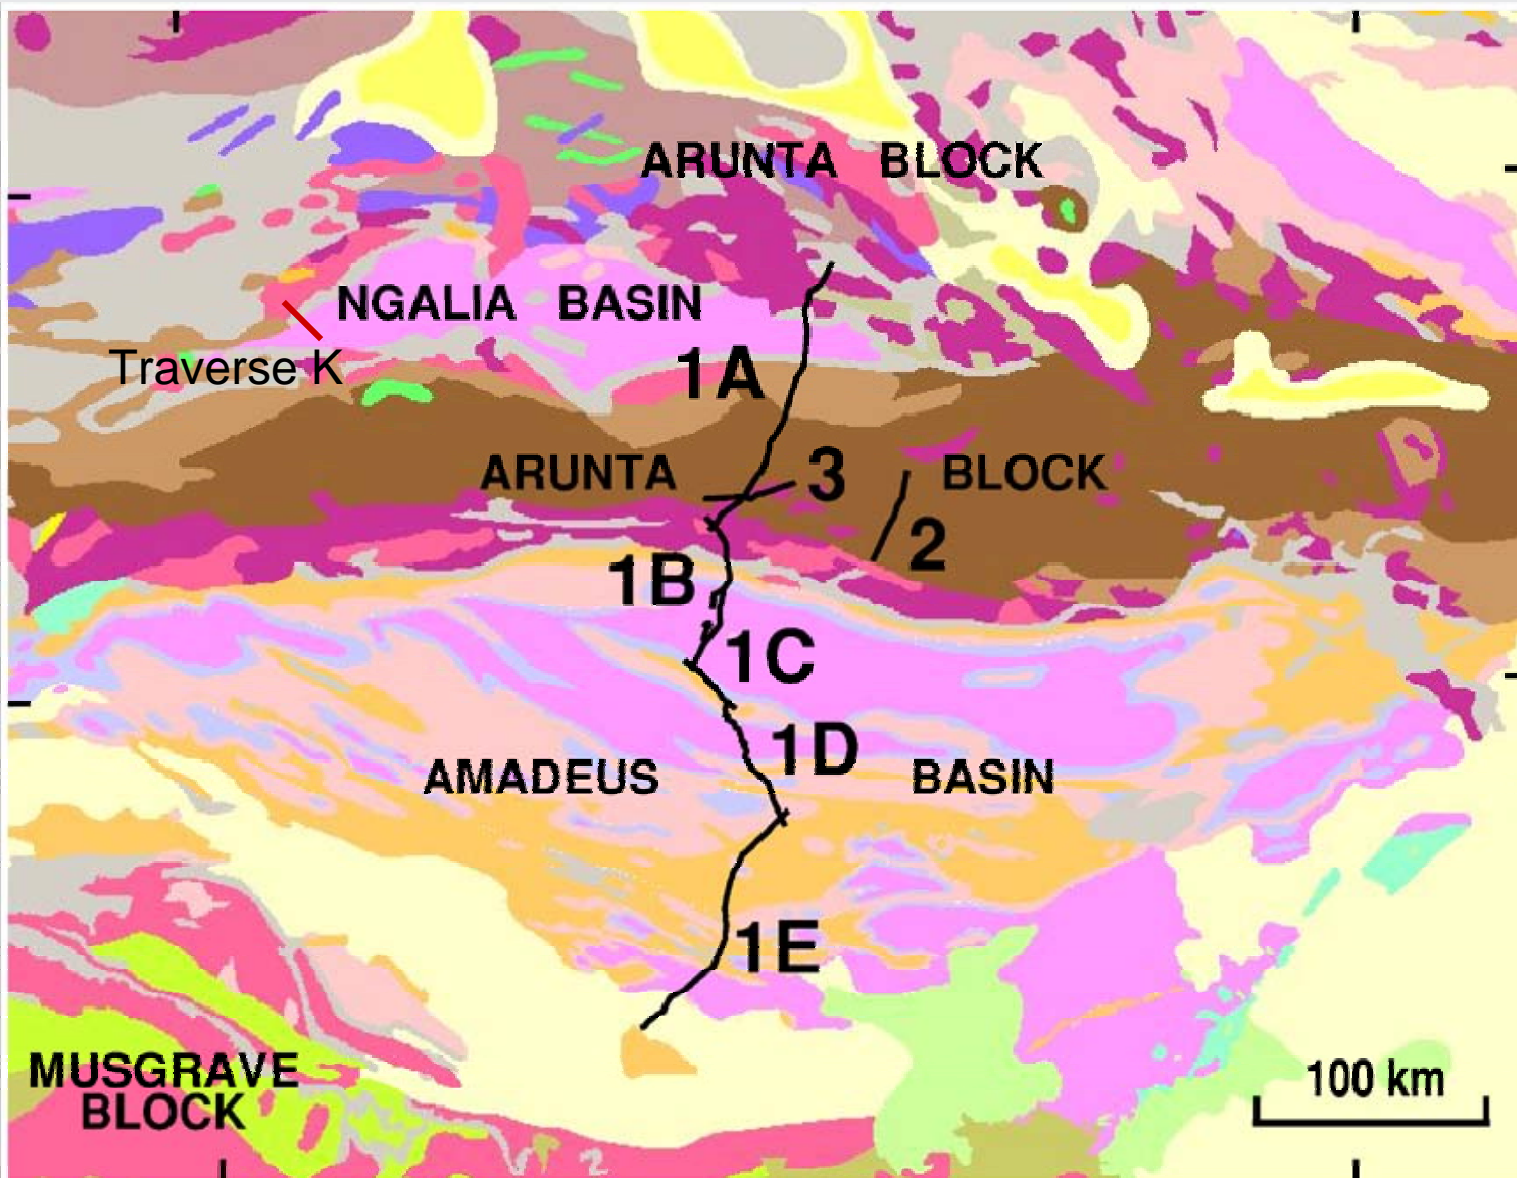 ARUNTA BLOCK
NGALIA BASIN
Traverse K
1A
ARUNTA
3
BLOCK
2
1B
1C
1D
AMADEUS
BASIN
1E
MUSGRAVE
BLOCK
100 km